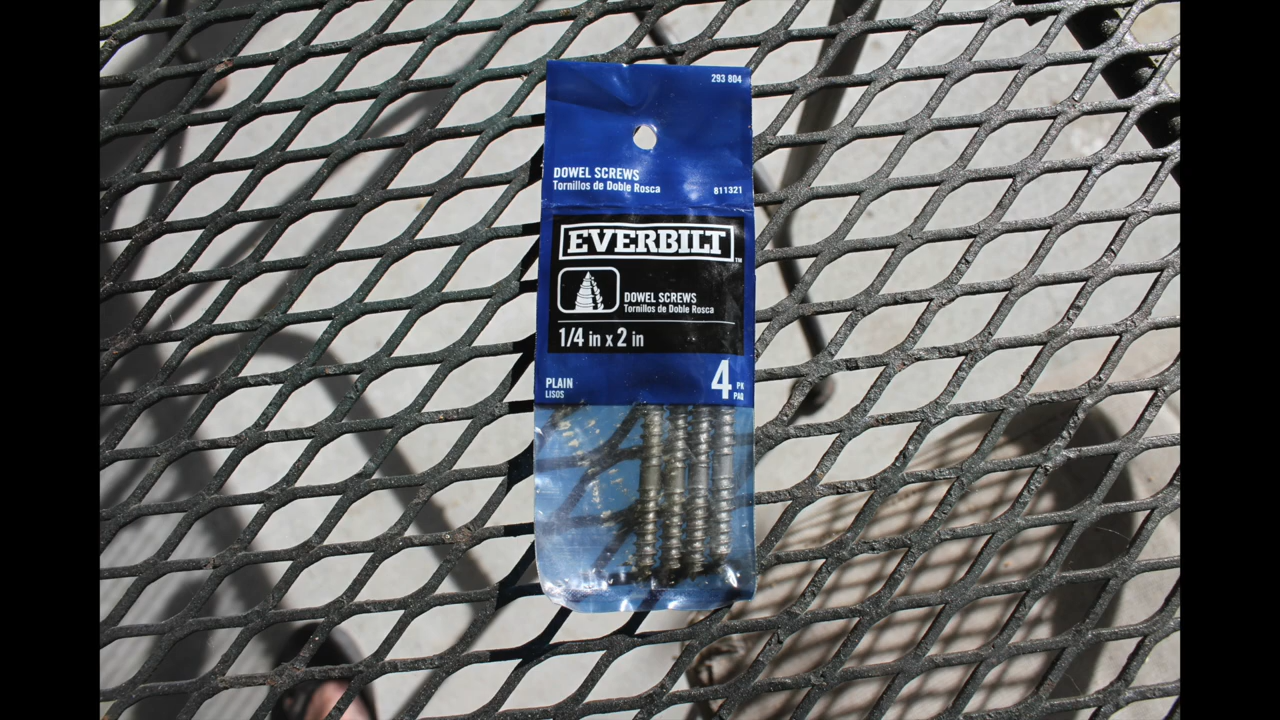 293 804
DOWEL SCREWS
Tornillos de Doble Rosca
811321
EVERBILT™
DOWEL SCREWS
Tornillos de Doble Rosca
1/4 in x 2 in
PLAIN
LISOS
4 PK
PAQ